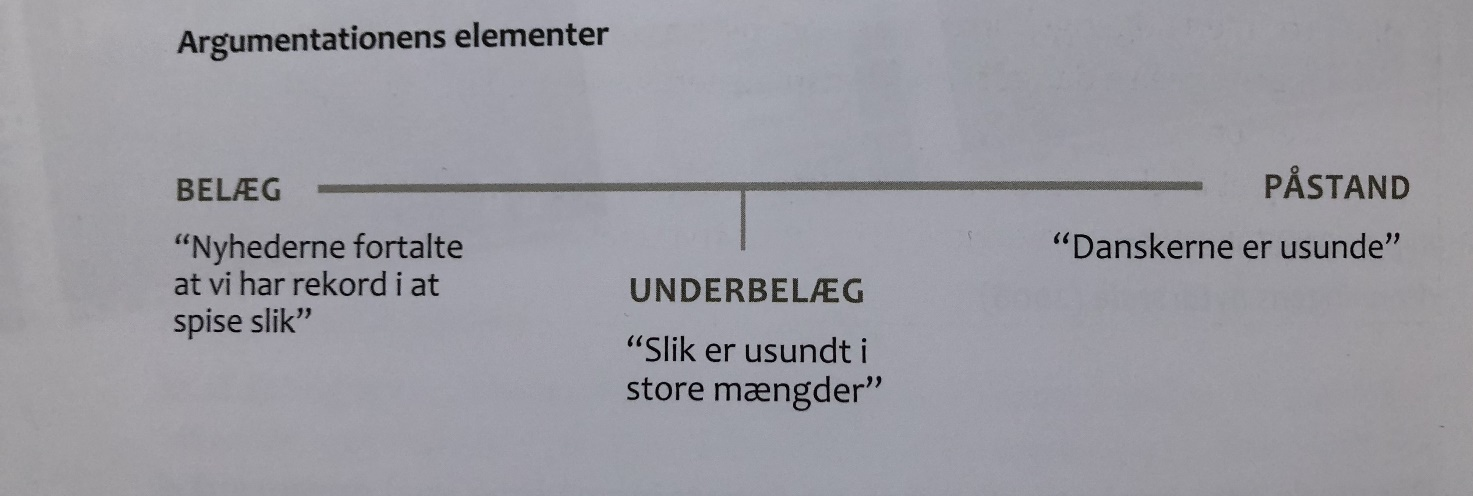 Argumentationens elementer
BELÆG
PÅSTAND
“Nyhederne fortalte
at vi har rekord i at
spise slik”
“Danskerne er usunde”
UNDERBELÆG
“Slik er usundt i
store mængder”